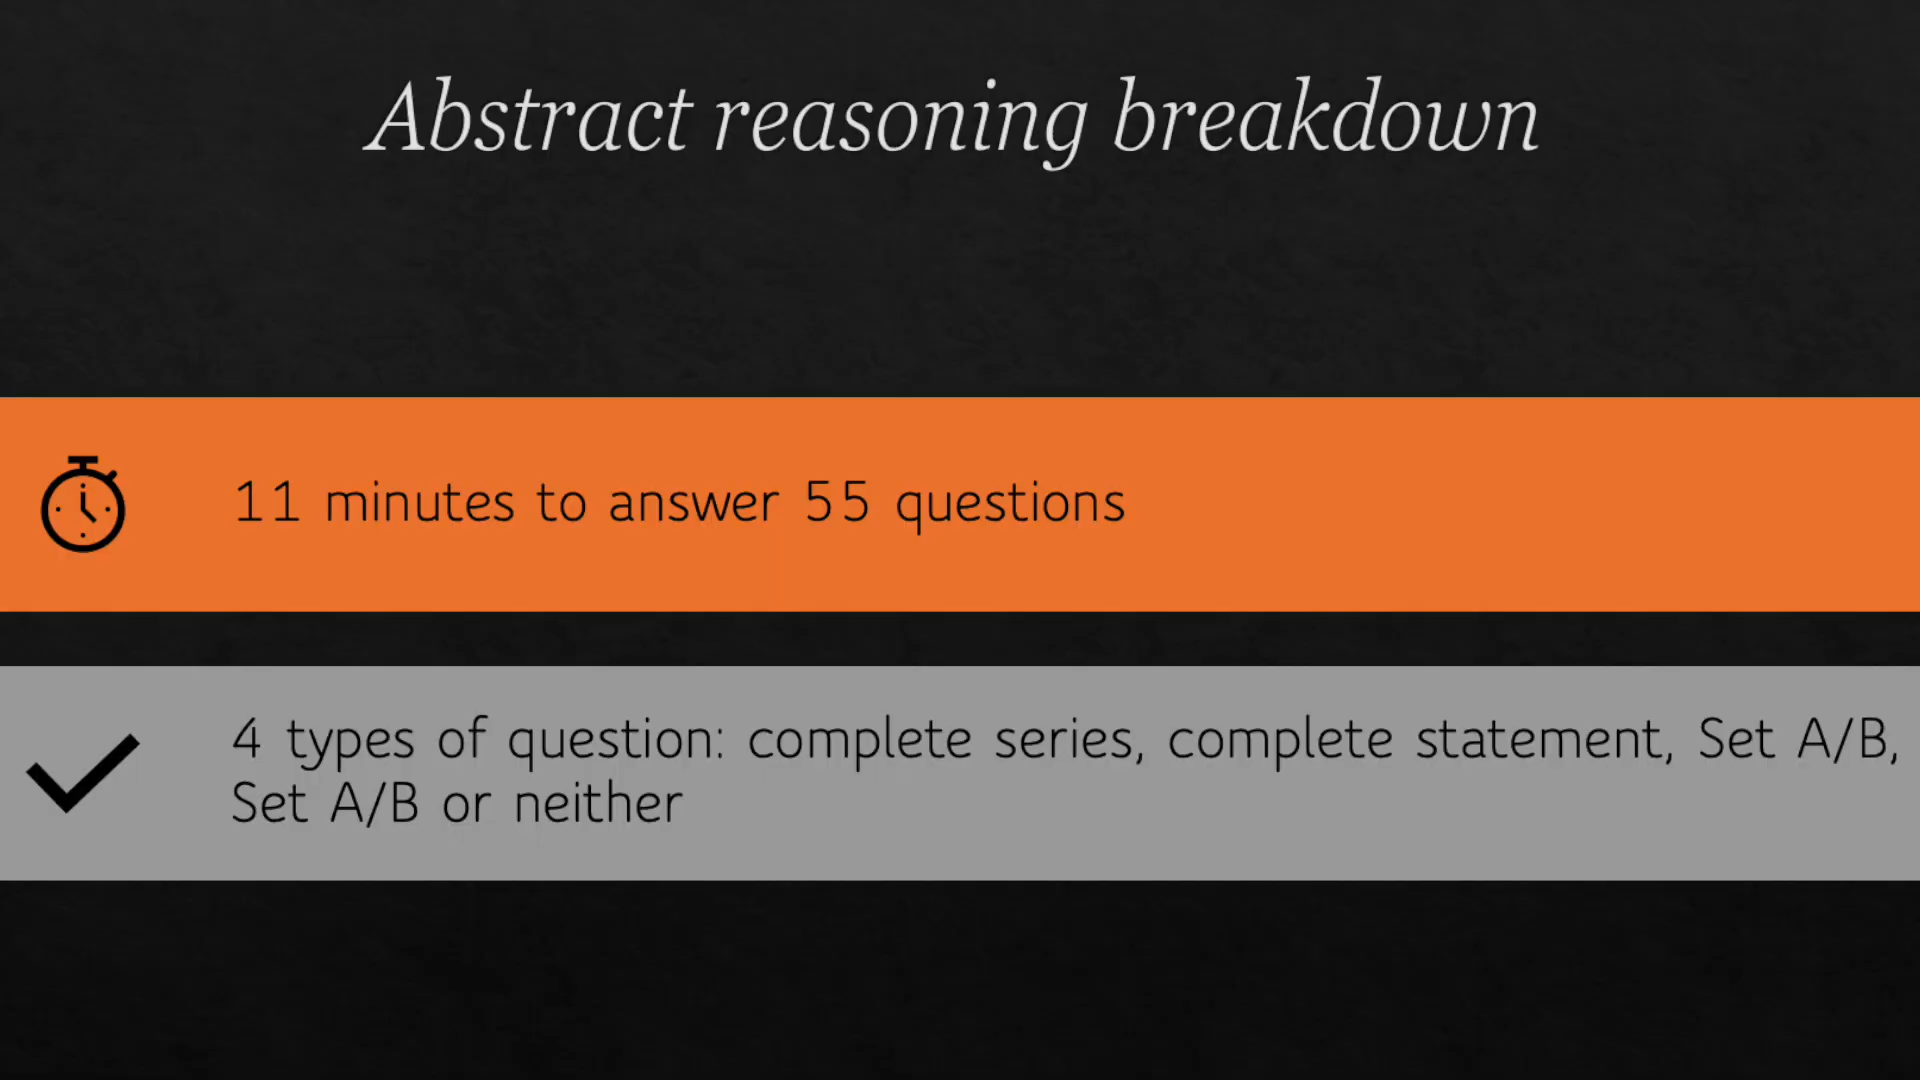 Abstract reasoning breakdown
11 minutes to answer 55 questions
4 types of question: complete series, complete statement, Set A/B,
Set A/B or neither